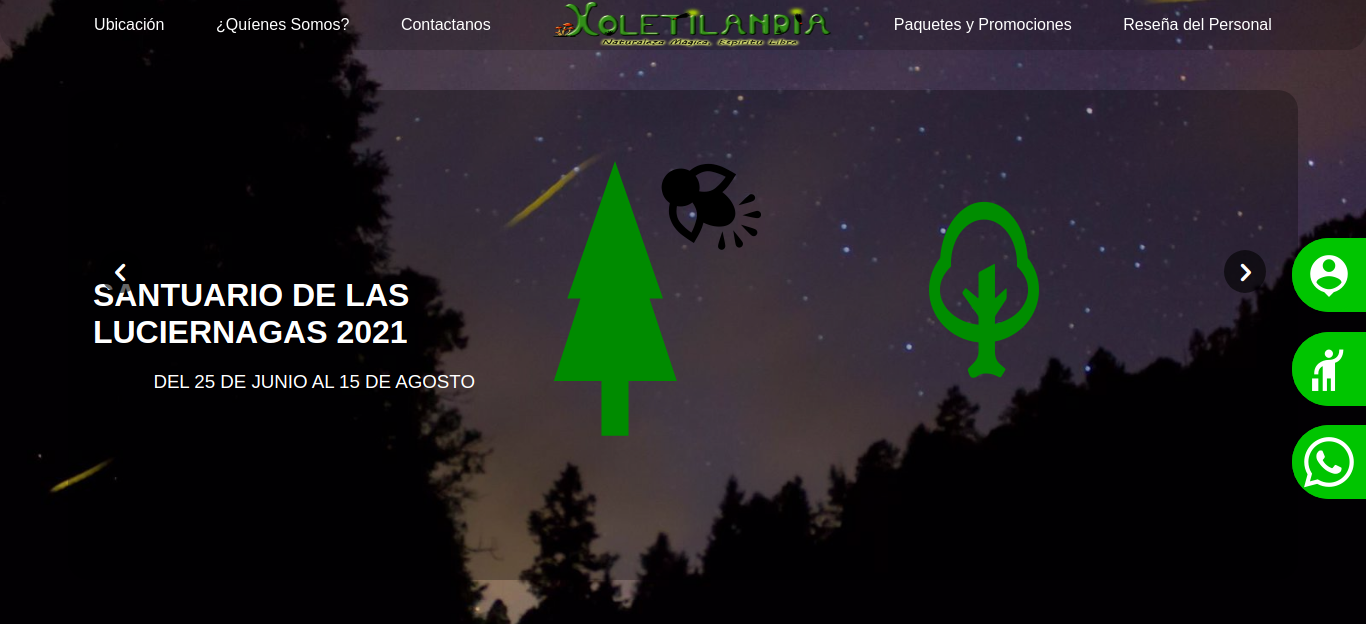 Ubicación
¿Quíenes Somos?
Contactanos
XOLETILANDIA
Naturaleza Mágica, Espíritu Libre
Paquetes y Promociones
Reseña del Personal
SANTUARIO DE LAS
LUCIERNAGAS 2021
DEL 25 DE JUNIO AL 15 DE AGOSTO